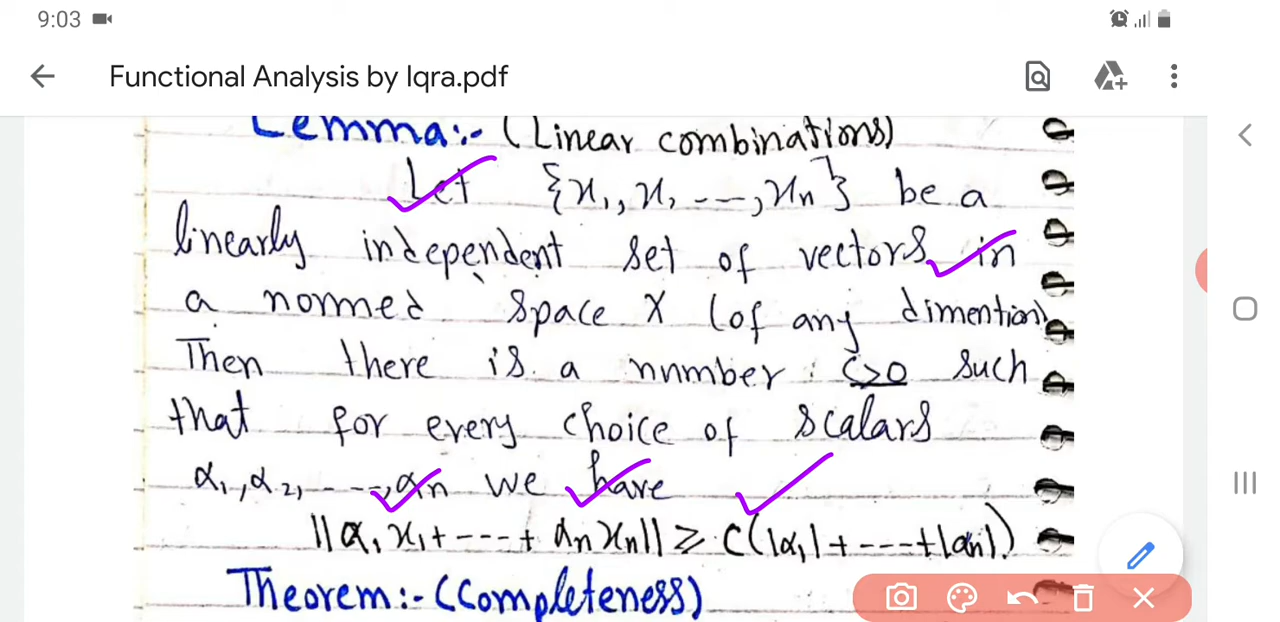 9:03
Functional Analysis by Iqra.pdf
Lemma:- (Linear combinations)
Let {x₁, x, ---, xn} be a
linearly independent set of vectors in
a normed space X (of any dimention)
Then there is a number c>0 such
that for every choice of scalars
α₁, α₂, ---, αn we have
||α₁x₁+---+ αnxn|| ≥ c(|α₁|+---+|αn|)
Theorem:- (Completeness)